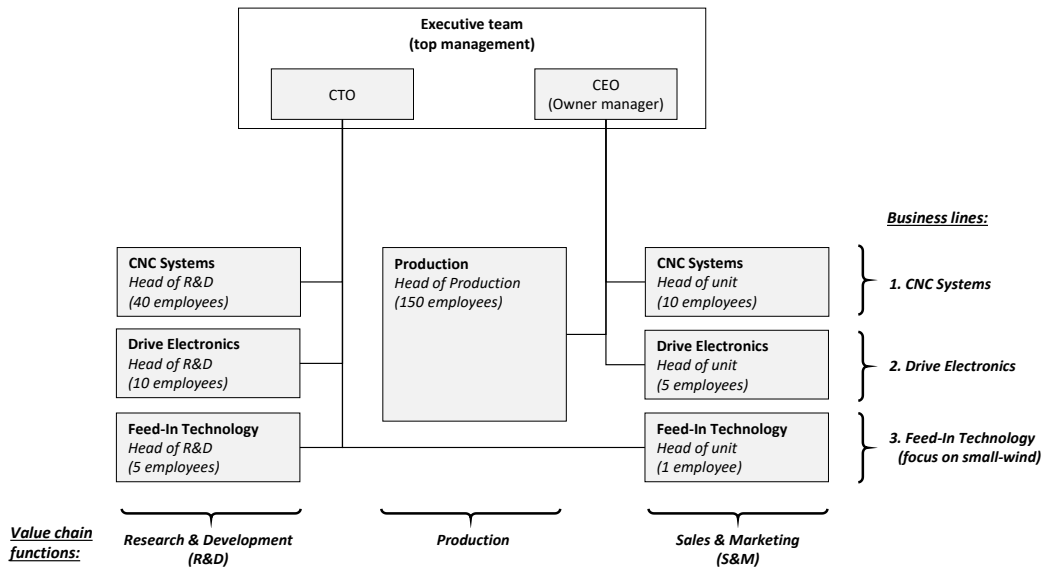 Executive team
(top management)
CTO
CEO
(Owner manager)
Business lines:
CNC Systems
Head of R&D
(40 employees)
Production
Head of Production
(150 employees)
CNC Systems
Head of unit
(10 employees)
1. CNC Systems
Drive Electronics
Head of R&D
(10 employees)
Drive Electronics
Head of unit
(5 employees)
2. Drive Electronics
Feed-In Technology
Head of R&D
(5 employees)
Feed-In Technology
Head of unit
(1 employee)
3. Feed-In Technology
(focus on small-wind)
Value chain
functions:
Research & Development
(R&D)
Production
Sales & Marketing
(S&M)